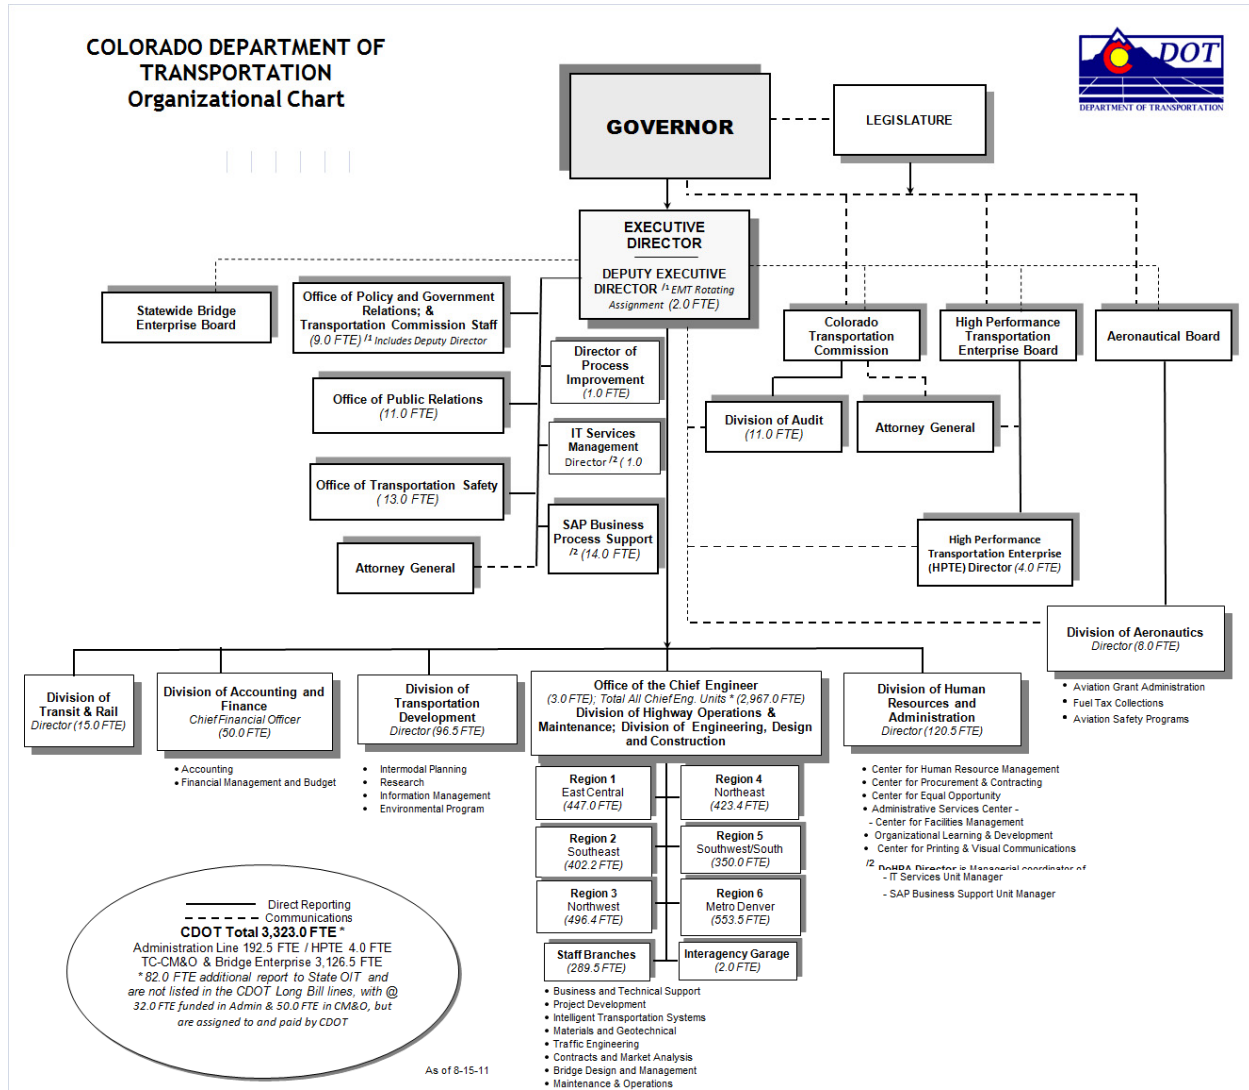 COLORADO DEPARTMENT OF
TRANSPORTATION
Organizational Chart
DOT
DEPARTMENT OF TRANSPORTATION
GOVERNOR
LEGISLATURE
EXECUTIVE
DIRECTOR
DEPUTY EXECUTIVE
DIRECTOR /1 EMT Rotating
Assignment (2.0 FTE)
Statewide Bridge
Enterprise Board
Office of Policy and Government
Relations; &
Transportation Commission Staff
(9.0 FTE) /1 Includes Deputy Director
Director of
Process
Improvement
(1.0 FTE)
Office of Public Relations
(11.0 FTE)
IT Services
Management
Director /2 ( 1.0
Office of Transportation Safety
( 13.0 FTE)
SAP Business
Process Support
/2 (14.0 FTE)
Attorney General
Colorado
Transportation
Commission
High Performance
Transportation
Enterprise Board
Aeronautical Board
Division of Audit
(11.0 FTE)
Attorney General
High Performance
Transportation Enterprise
(HPTE) Director (4.0 FTE)
Division of Aeronautics
Director (8.0 FTE)
• Aviation Grant Administration
• Fuel Tax Collections
• Aviation Safety Programs
Division of
Transit & Rail
Director (15.0 FTE)
Division of Accounting and
Finance
Chief Financial Officer
(50.0 FTE)
• Accounting
• Financial Management and Budget
Division of
Transportation
Development
Director (96.5 FTE)
• Intermodal Planning
• Research
• Information Management
• Environmental Program
Office of the Chief Engineer
(3.0 FTE); Total All Chief Eng. Units * (2,967.0 FTE)
Division of Highway Operations &
Maintenance; Division of Engineering, Design
and Construction
Region 1
East Central
(447.0 FTE)
Region 4
Northeast
(423.4 FTE)
Region 2
Southeast
(402.2 FTE)
Region 5
Southwest/South
(350.0 FTE)
Region 3
Northwest
(496.4 FTE)
Region 6
Metro Denver
(553.5 FTE)
Staff Branches
(289.5 FTE)
Interagency Garage
(2.0 FTE)
• Business and Technical Support
• Project Development
• Intelligent Transportation Systems
• Materials and Geotechnical
• Traffic Engineering
• Contracts and Market Analysis
• Bridge Design and Management
• Maintenance & Operations
Division of Human
Resources and
Administration
Director (120.5 FTE)
• Center for Human Resource Management
• Center for Procurement & Contracting
• Center for Equal Opportunity
• Administrative Services Center -
- Center for Facilities Management
• Organizational Learning & Development
• Center for Printing & Visual Communications
/2 DoHRA Director is Managerial coordinator of
- IT Services Unit Manager
- SAP Business Support Unit Manager
Direct Reporting
Communications
CDOT Total 3,323.0 FTE *
Administration Line 192.5 FTE / HPTE 4.0 FTE
TC-CM&O & Bridge Enterprise 3,126.5 FTE
* 82.0 FTE additional report to State OIT and
are not listed in the CDOT Long Bill lines, with @
32.0 FTE funded in Admin & 50.0 FTE in CM&O, but
are assigned to and paid by CDOT
As of 8-15-11